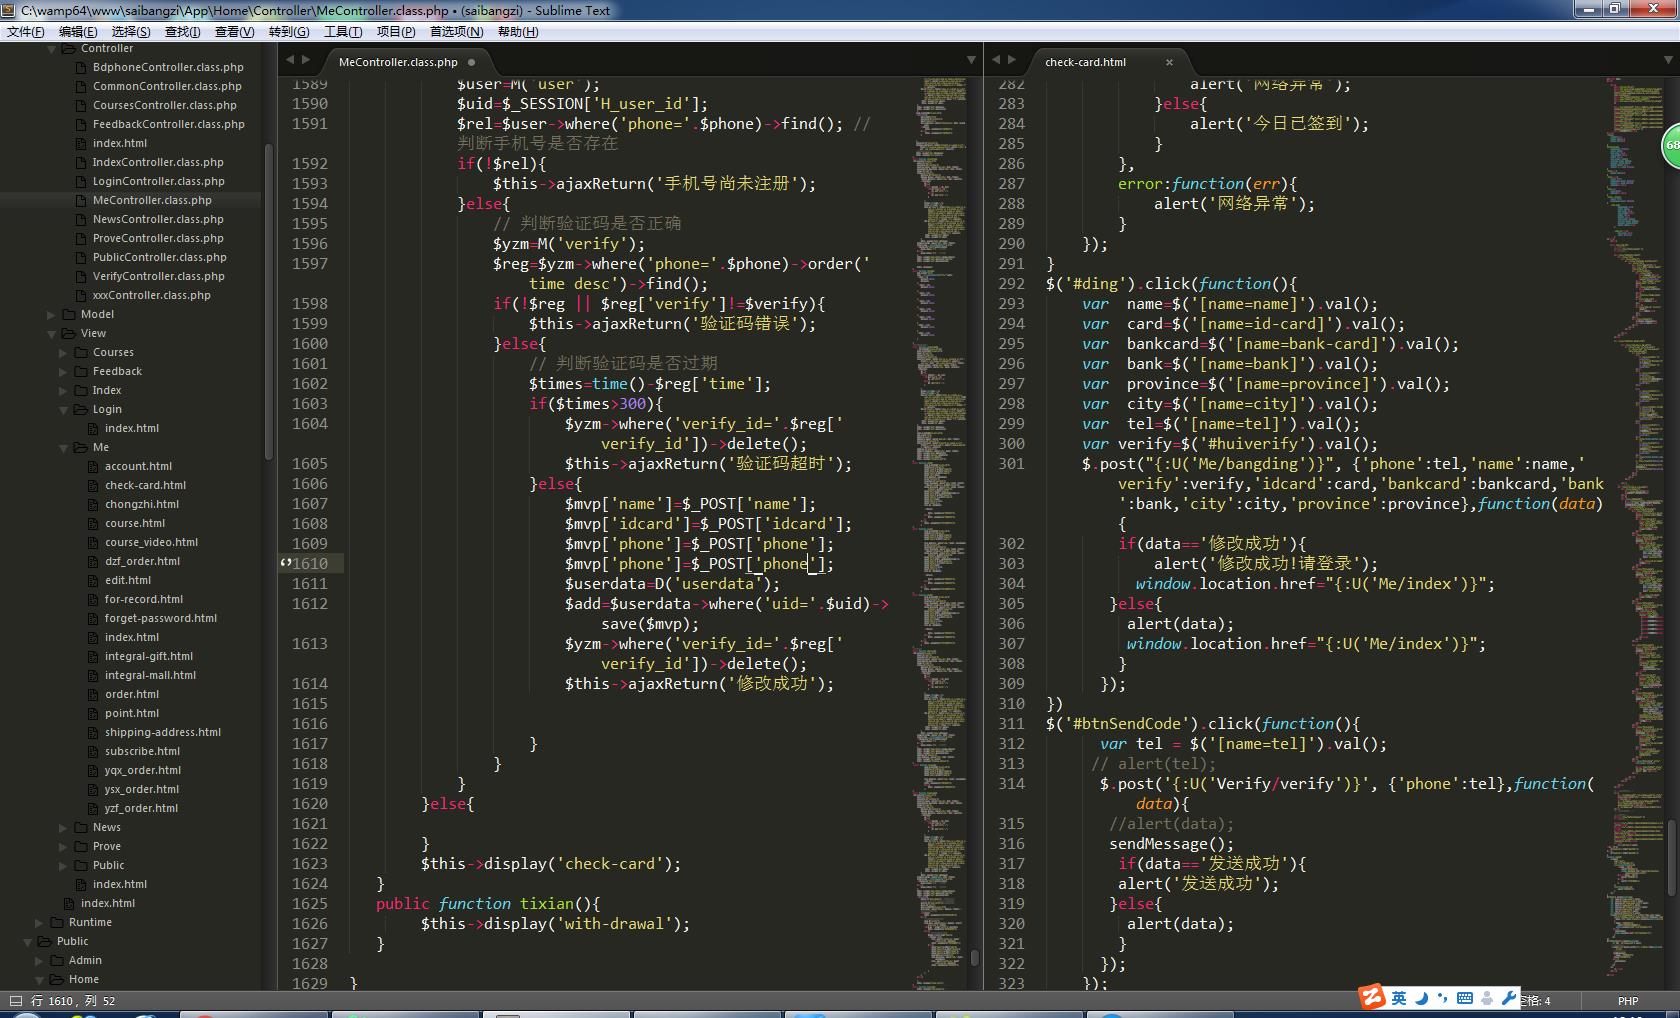 C:\wamp64\www\saibangzi\App\Home\Controller\MeController.class.php • (saibangzi) - Sublime Text
文件(F) 编辑(E) 选择(S) 查找(I) 查看(V) 转到(G) 工具(T) 项目(P) 首选项(N) 帮助(H)
Controller
BdphoneController.class.php
CommonController.class.php
CoursesController.class.php
FeedbackController.class.php
index.html
IndexController.class.php
LoginController.class.php
MeController.class.php
NewsController.class.php
ProveController.class.php
PublicController.class.php
VerifyController.class.php
xxxController.class.php
Model
View
Courses
Feedback
Index
Login
index.html
Me
account.html
check-card.html
chongzhi.html
course.html
course_video.html
dzf_order.html
edit.html
for-record.html
forget-password.html
index.html
integral-gift.html
integral-mall.html
order.html
point.html
shipping-address.html
subscribe.html
yqx_order.html
ysx_order.html
yzf_order.html
News
Prove
Public
index.html
index.html
Runtime
Public
Admin
Home
MeController.class.php
1589 $user=M('user');
1590 $uid=$_SESSION['H_user_id'];
1591 $rel=$user->where('phone='.$phone)->find(); //
判断手机号是否存在
1592 if(!$rel){
1593 $this->ajaxReturn('手机号尚未注册');
1594 }else{
1595 // 判断验证码是否正确
1596 $yzm=M('verify');
1597 $reg=$yzm->where('phone='.$phone)->order('
time desc')->find();
1598 if(!$reg || $reg['verify']!=$verify){
1599 $this->ajaxReturn('验证码错误');
1600 }else{
1601 // 判断验证码是否过期
1602 $times=time()-$reg['time'];
1603 if($times>300){
1604 $yzm->where('verify_id='.$reg['
verify_id'])->delete();
1605 $this->ajaxReturn('验证码超时');
1606 }else{
1607 $mvp['name']=$_POST['name'];
1608 $mvp['idcard']=$_POST['idcard'];
1609 $mvp['phone']=$_POST['phone'];
1610 $mvp['phone']=$_POST['phone'];
1611 $userdata=D('userdata');
1612 $add=$userdata->where('uid='.$uid)->
save($mvp);
1613 $yzm->where('verify_id='.$reg['
verify_id'])->delete();
1614 $this->ajaxReturn('修改成功');
1615
1616
1617 }
1618 }
1619 }
1620 }else{
1621
1622 }
1623 $this->display('check-card');
1624 }
1625 public function tixian(){
1626 $this->display('with-drawal');
1627 }
1628
1629 }
check-card.html ×
282 alert('网络异常');
283 }else{
284 alert('今日已签到');
285 }
286 },
287 error:function(err){
288 alert('网络异常');
289 }
290 });
291 }
292 $('#ding').click(function(){
293 var name=$('[name=name]').val();
294 var card=$('[name=id-card]').val();
295 var bankcard=$('[name=bank-card]').val();
296 var bank=$('[name=bank]').val();
297 var province=$('[name=province]').val();
298 var city=$('[name=city]').val();
299 var tel=$('[name=tel]').val();
300 var verify=$('#huiverify').val();
301 $.post("{:U('Me/bangding')}", {'phone':tel,'name':name,'
verify':verify,'idcard':card,'bankcard':bankcard,'bank
':bank,'city':city,'province':province},function(data)
{
302 if(data=='修改成功'){
303 alert('修改成功!请登录');
304 window.location.href="{:U('Me/index')}";
305 }else{
306 alert(data);
307 window.location.href="{:U('Me/index')}";
308 }
309 });
310 })
311 $('#btnSendCode').click(function(){
312 var tel = $('[name=tel]').val();
313 // alert(tel);
314 $.post('{:U('Verify/verify')}', {'phone':tel},function(
data){
315 //alert(data);
316 sendMessage();
317 if(data=='发送成功'){
318 alert('发送成功');
319 }else{
320 alert(data);
321 }
322 });
323 });
68
行 1610 , 列 52
英
空格: 4
PHP